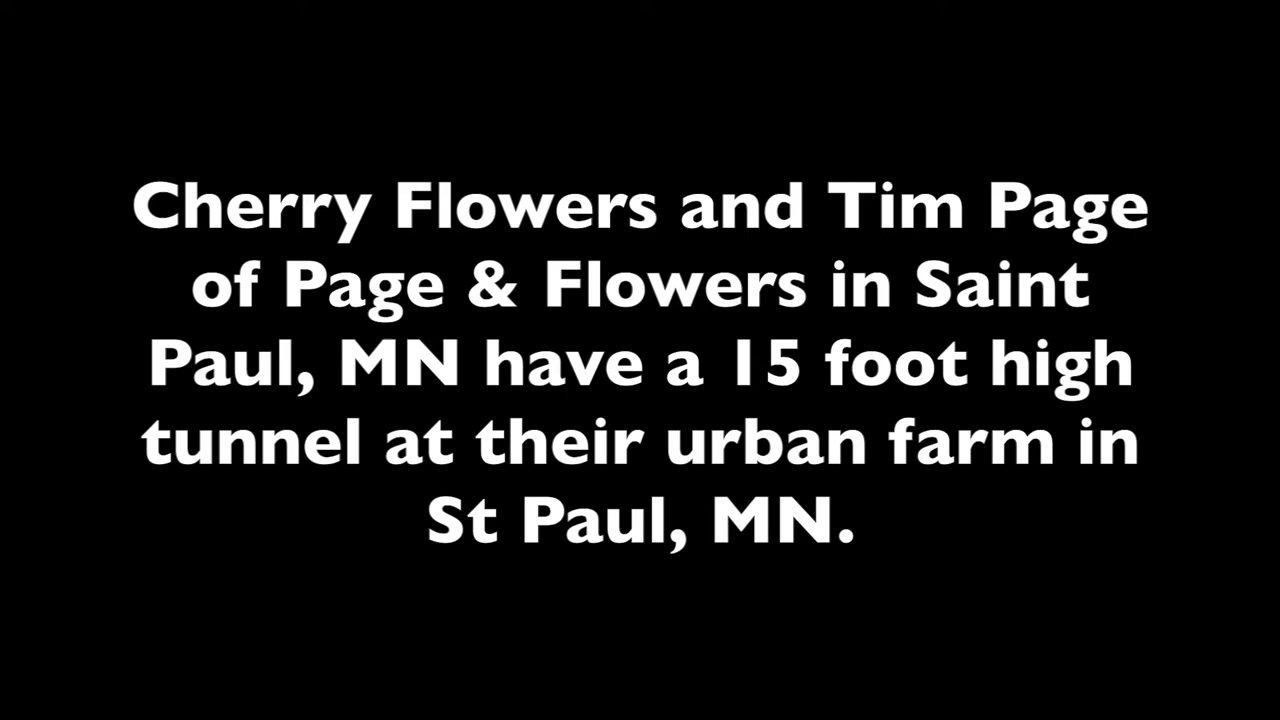 Cherry Flowers and Tim Page
of Page & Flowers in Saint
Paul, MN have a 15 foot high
tunnel at their urban farm in
St Paul, MN.